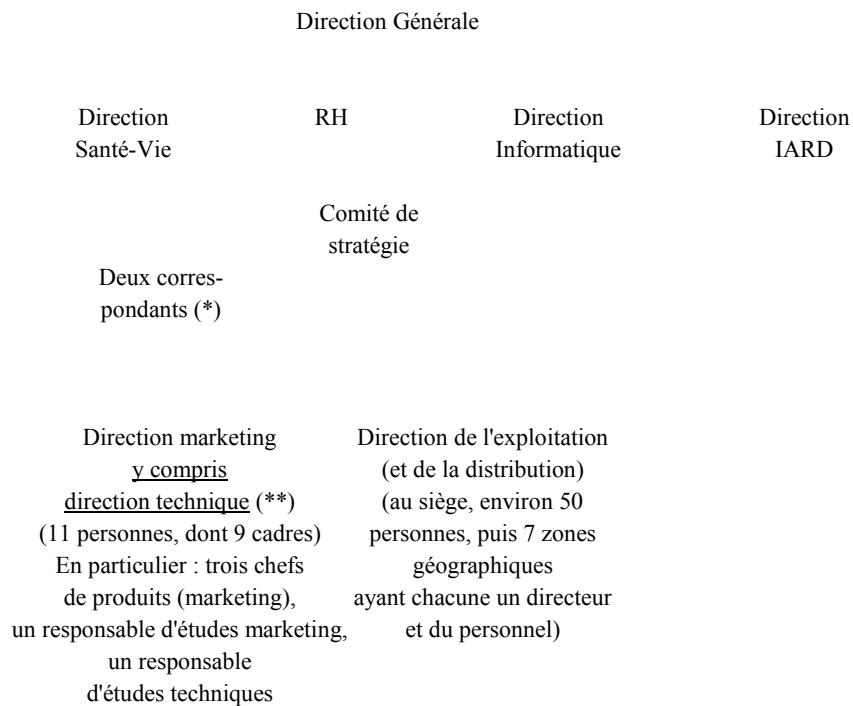 Direction Générale
Direction RH Direction Direction
Santé-Vie Informatique IARD
Comité de
stratégie
Deux corres-
pondants (*)
Direction marketing Direction de l'exploitation
y compris (et de la distribution)
direction technique (**) (au siège, environ 50
(11 personnes, dont 9 cadres) personnes, puis 7 zones
En particulier : trois chefs géographiques
de produits (marketing), ayant chacune un directeur
un responsable d'études marketing, et du personnel)
un responsable
d'études techniques